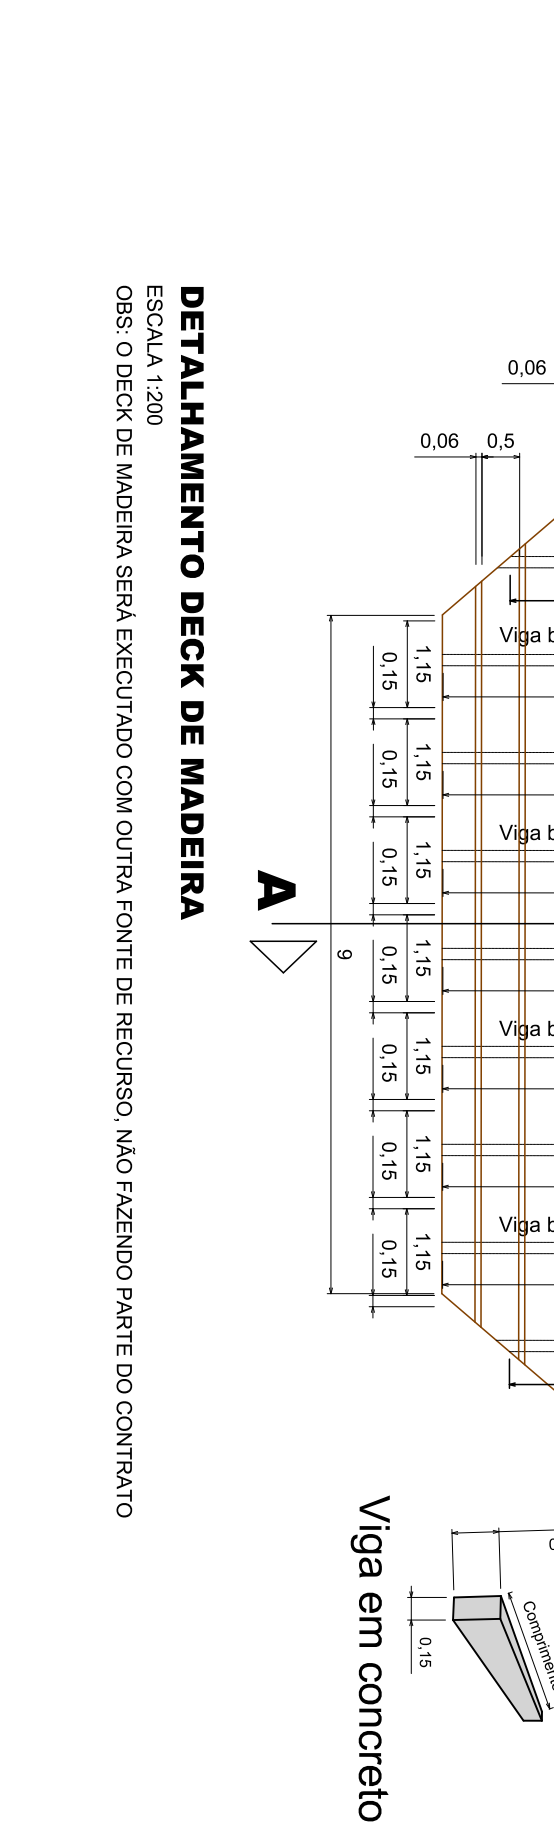 DETALHAMENTO DECK DE MADEIRA
ESCALA 1:200
OBS: O DECK DE MADEIRA SERÁ EXECUTADO COM OUTRA FONTE DE RECURSO, NÃO FAZENDO PARTE DO CONTRATO
0,06
0,06 0,5
Viga b
1,15
0,15
1,15
0,15
Viga b
1,15
0,15
A
1,15
0,15
9
Viga b
1,15
0,15
1,15
0,15
Viga b
1,15
0,15
Viga em concreto
0,15
Comprimento